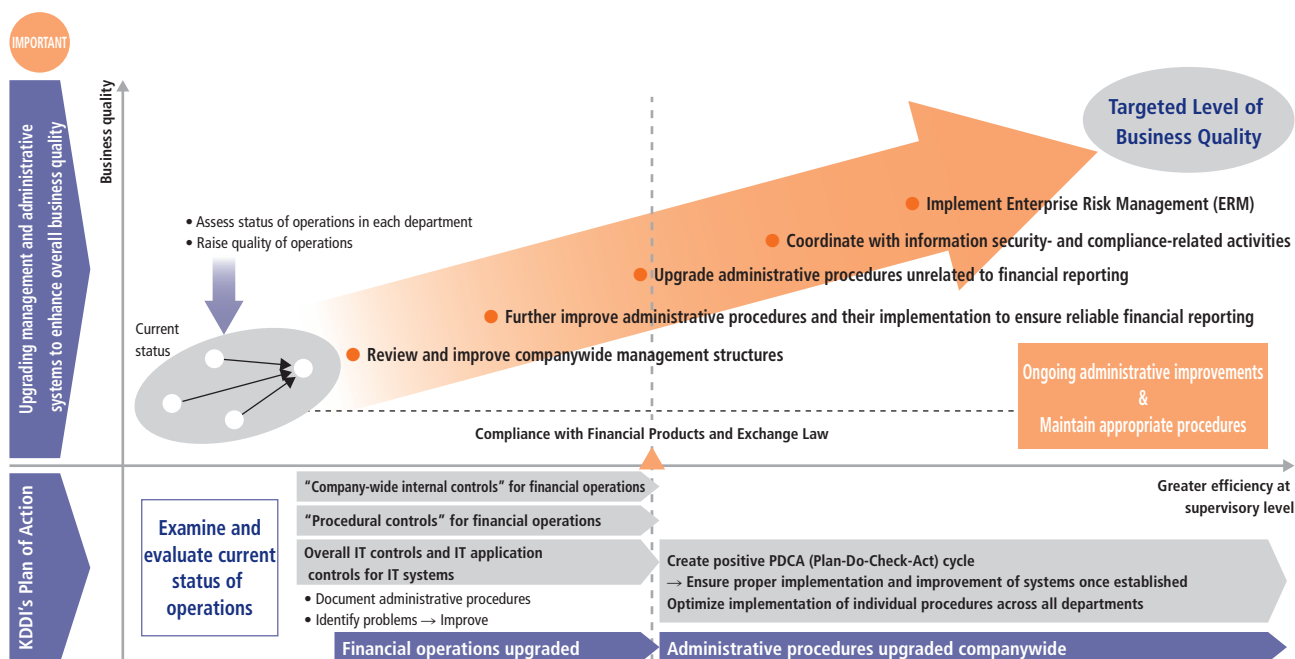 IMPORTANT
Upgrading management and administrative
systems to enhance overall business quality
Business quality
Targeted Level of
Business Quality
• Assess status of operations in each department
• Raise quality of operations
Current
status
Implement Enterprise Risk Management (ERM)
Coordinate with information security- and compliance-related activities
Upgrade administrative procedures unrelated to financial reporting
Further improve administrative procedures and their implementation to ensure reliable financial reporting
Review and improve companywide management structures
Ongoing administrative improvements
&
Maintain appropriate procedures
Compliance with Financial Products and Exchange Law
Greater efficiency at
supervisory level
KDDI's Plan of Action
Examine and
evaluate current
status of
operations
"Company-wide internal controls" for financial operations
"Procedural controls" for financial operations
Overall IT controls and IT application
controls for IT systems
• Document administrative procedures
• Identify problems → Improve
Financial operations upgraded
Create positive PDCA (Plan-Do-Check-Act) cycle
→ Ensure proper implementation and improvement of systems once established
Optimize implementation of individual procedures across all departments
Administrative procedures upgraded companywide